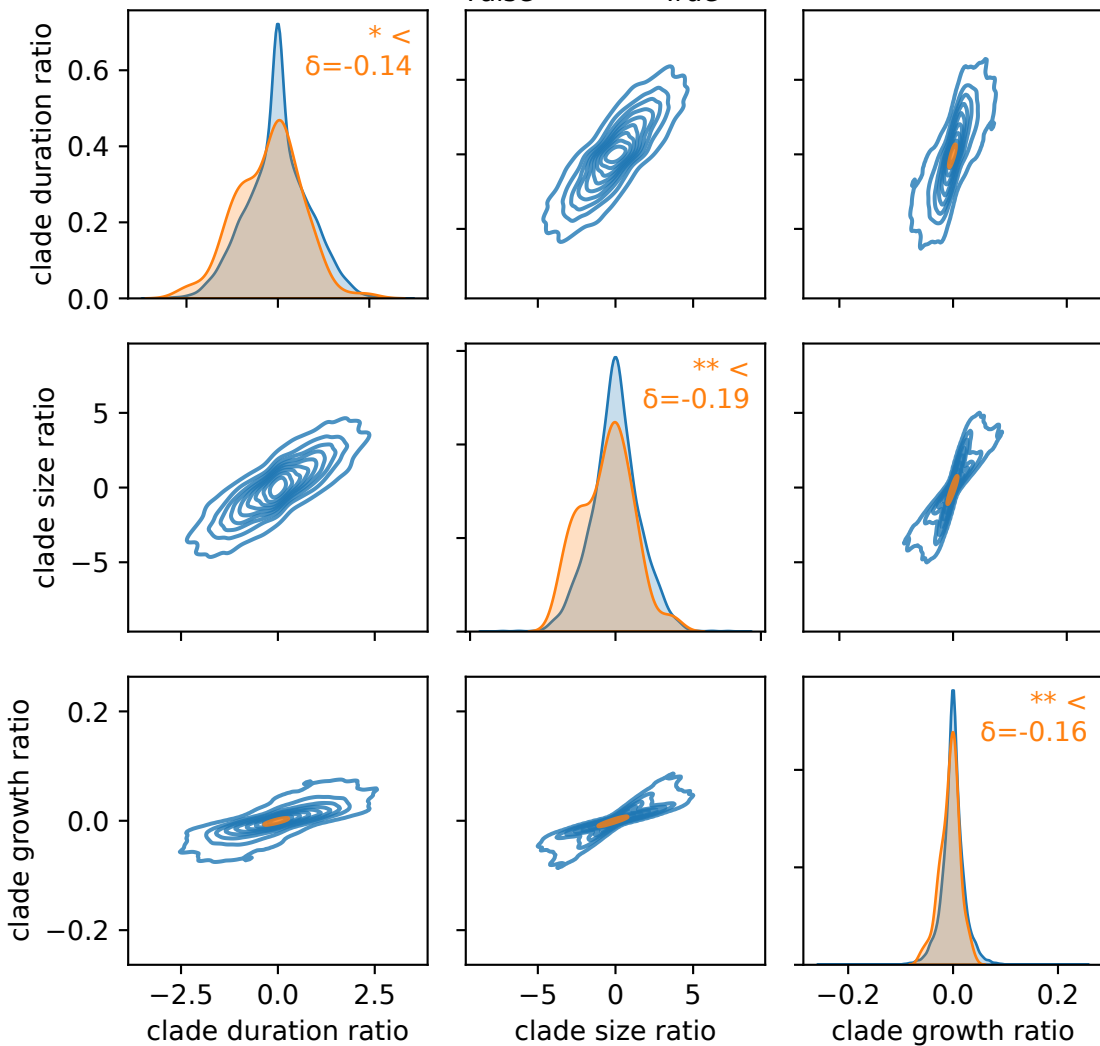 clade duration ratio
0.6
0.4
0.2
0.0
* <
δ=-0.14
clade size ratio
5
0
−5
** <
δ=-0.19
clade growth ratio
0.2
0.0
−0.2
** <
δ=-0.16
−2.5 0.0 2.5
−5 0 5
−0.2 0.0 0.2
clade duration ratio
clade size ratio
clade growth ratio